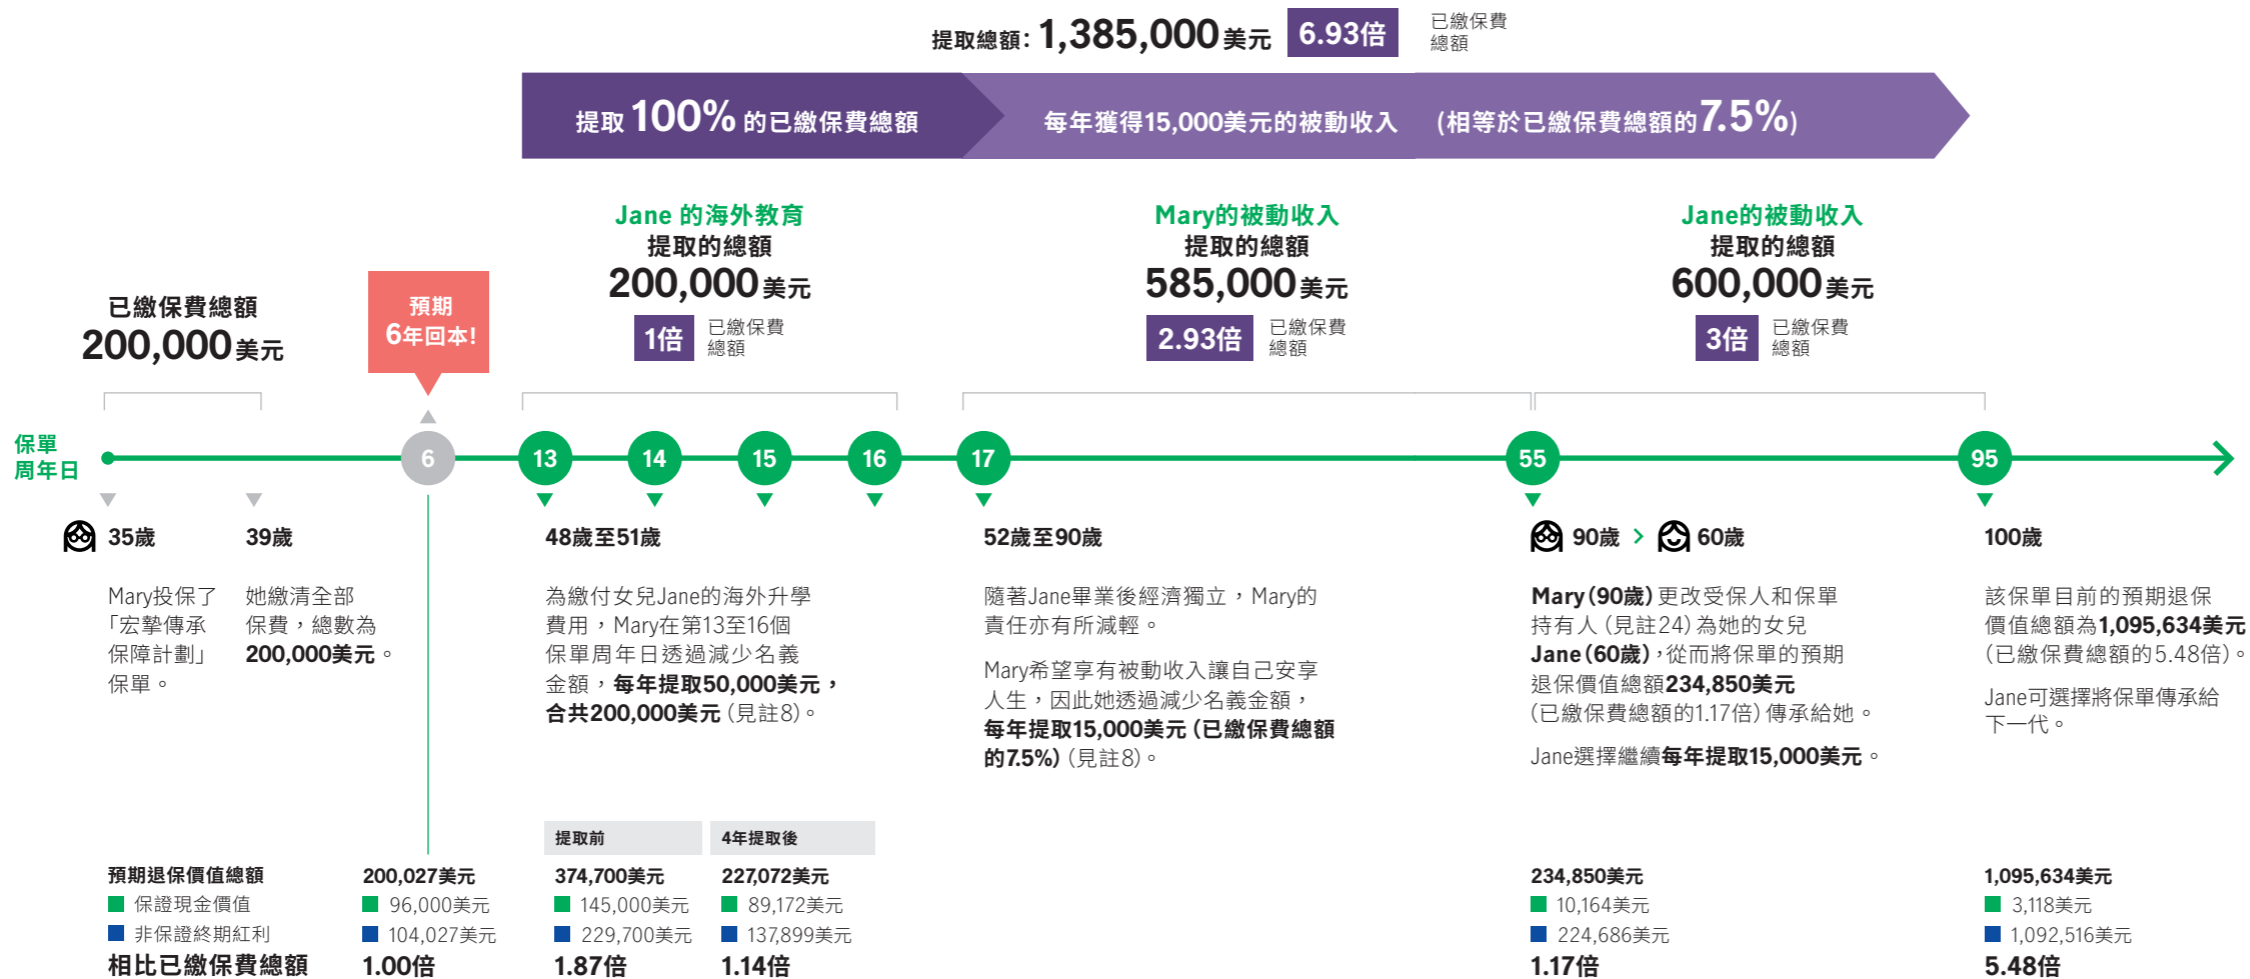 提取總額：1,385,000美元 6.93倍 已繳保費
總額
提取 100% 的已繳保費總額
每年獲得15,000美元的被動收入 (相等於已繳保費總額的7.5%)
Jane 的海外教育
提取的總額
200,000美元
1倍 已繳保費
總額
Mary的被動收入
提取的總額
585,000美元
2.93倍 已繳保費
總額
Jane的被動收入
提取的總額
600,000美元
3倍 已繳保費
總額
已繳保費總額
200,000美元
預期
6年回本!
保單
周年日
6 13 14 15 16 17 55 95
35歲
Mary投保了
「宏摯傳承
保障計劃」
保單。
39歲
她繳清全部
保費，總數為
200,000美元。
48歲至51歲
為繳付女兒Jane的海外升學
費用，Mary在第13至16個
保單周年日透過減少名義
金額，每年提取50,000美元，
合共200,000美元（見註8）。
52歲至90歲
隨著Jane畢業後經濟獨立，Mary的
責任亦有所減輕。
Mary希望享有被動收入讓自己安享
人生，因此她透過減少名義金額，
每年提取15,000美元（已繳保費總額
的7.5%）（見註8）。
90歲 > 60歲
Mary（90歲）更改受保人和保單
持有人（見註24）為她的女兒
Jane（60歲），從而將保單的預期
退保價值總額234,850美元
（已繳保費總額的1.17倍）傳承給她。
Jane選擇繼續每年提取15,000美元。
100歲
該保單目前的預期退保
價值總額為1,095,634美元
（已繳保費總額的5.48倍）。
Jane可選擇將保單傳承給
下一代。
提取前 4年提取後
預期退保價值總額 200,027美元 374,700美元 227,072美元 234,850美元 1,095,634美元
保證現金價值 96,000美元 145,000美元 89,172美元 10,164美元 3,118美元
非保證終期紅利 104,027美元 229,700美元 137,899美元 224,686美元 1,092,516美元
相比已繳保費總額 1.00倍 1.87倍 1.14倍 1.17倍 5.48倍